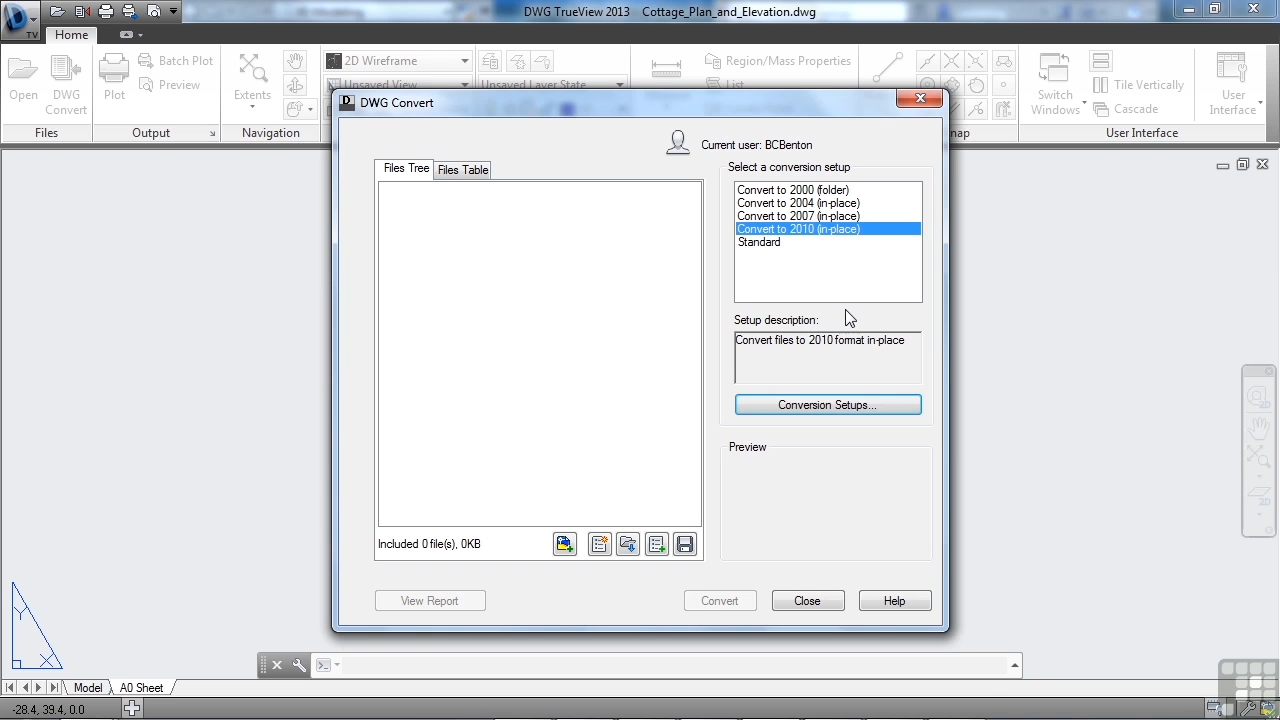 DWG TrueView 2013 Cottage_Plan_and_Elevation.dwg
TV
Home
Open
DWG Convert
Files
Plot
Batch Plot
Preview
Output
Extents
Navigation
2D Wireframe
Unsaved View
Unsaved Layer State
Region/Mass Properties
List
Switch Windows
Tile Vertically
Cascade
User Interface
User Interface
DWG Convert
Current user: BCBenton
Files Tree
Files Table
Select a conversion setup
Convert to 2000 (folder)
Convert to 2004 (in-place)
Convert to 2007 (in-place)
Convert to 2010 (in-place)
Standard
Setup description:
Convert files to 2010 format in-place
Conversion Setups...
Preview
Included 0 file(s), 0KB
View Report
Convert
Close
Help
2D
2D
Y
X
Model
A0 Sheet
-28.4, 39.4, 0.0